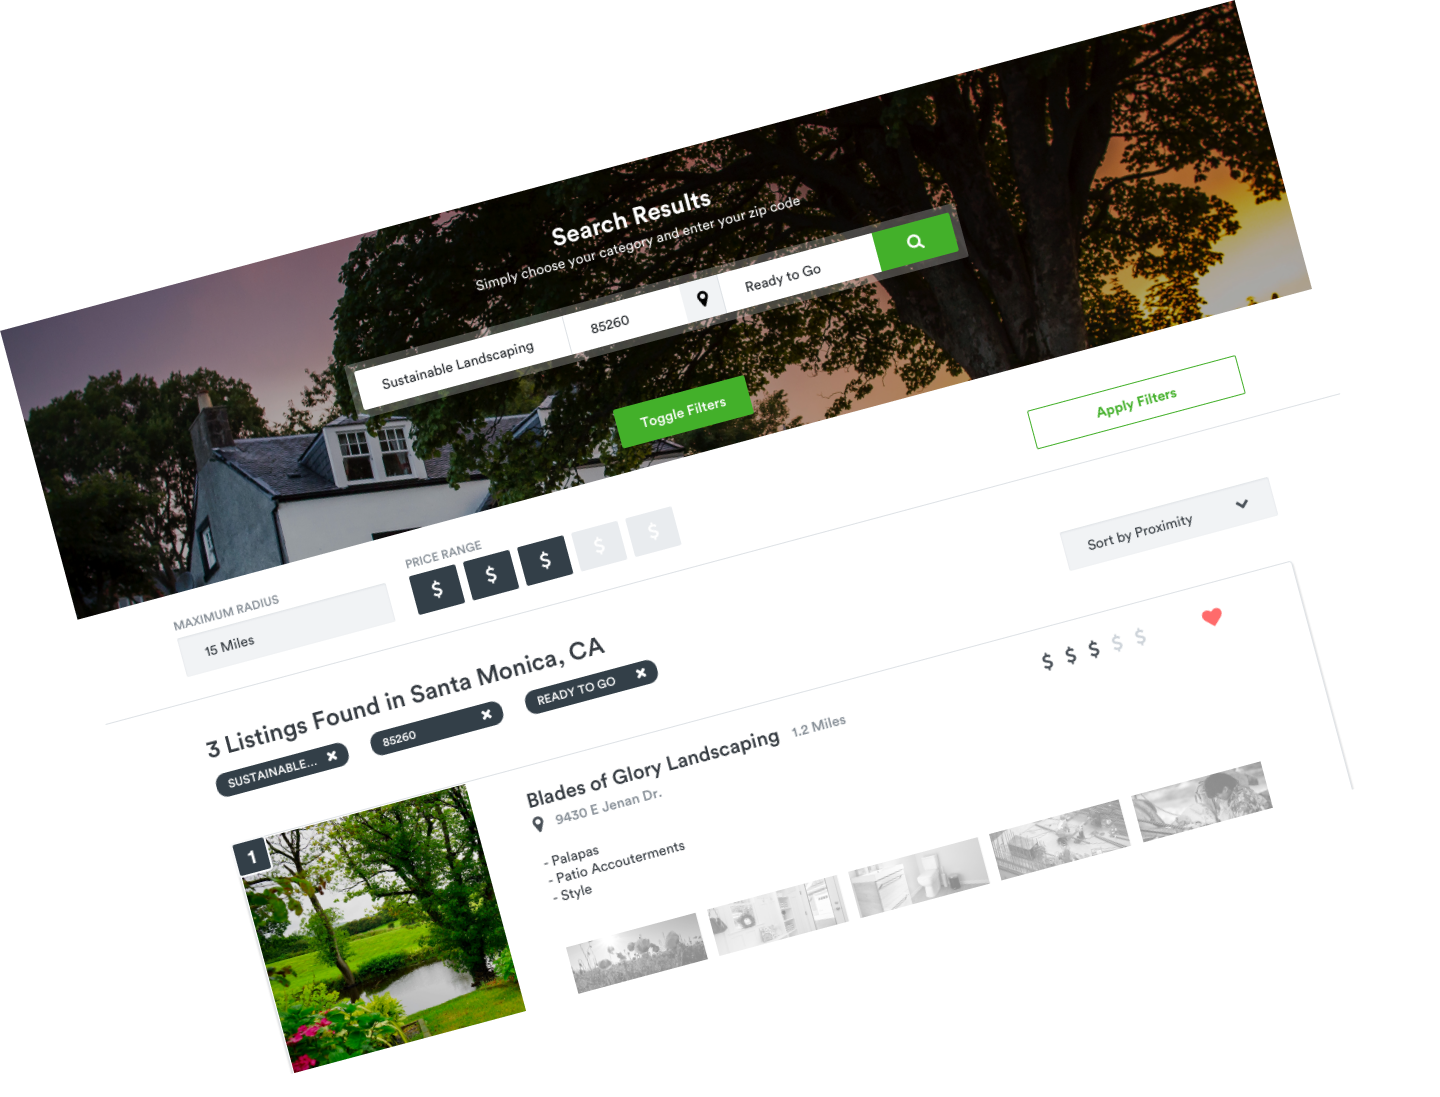 Search Results
Simply choose your category and enter your zip code
Sustainable Landscaping
85260
Ready to Go
Toggle Filters
Apply Filters
MAXIMUM RADIUS
15 Miles
PRICE RANGE
$ $ $ $ $
Sort by Proximity
3 Listings Found in Santa Monica, CA
SUSTAINABLE...
85260
READY TO GO
1
Blades of Glory Landscaping 1.2 Miles
$ $ $ $ $
9430 E Jenan Dr.
- Palapas
- Patio Accouterments
- Style